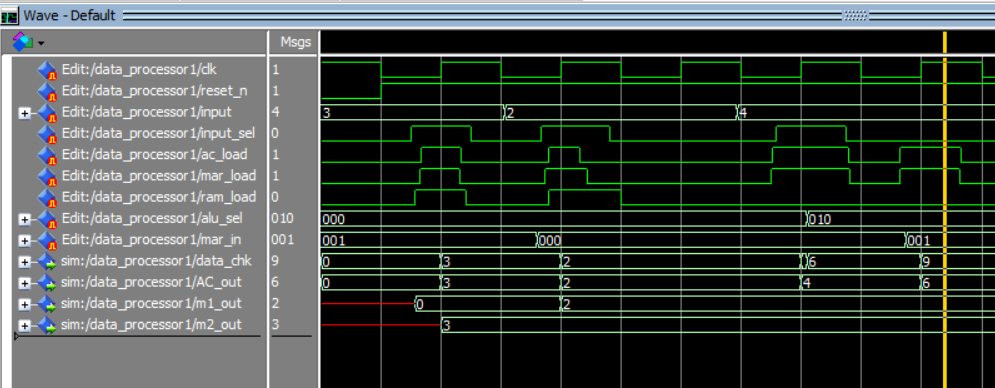 Wave - Default
Msgs
Edit:/data_processor1/clk 1
Edit:/data_processor1/reset_n 1
Edit:/data_processor1/input 4 3 2 4
Edit:/data_processor1/input_sel 0
Edit:/data_processor1/ac_load 1
Edit:/data_processor1/mar_load 1
Edit:/data_processor1/ram_load 0
Edit:/data_processor1/alu_sel 010 000 010
Edit:/data_processor1/mar_in 001 001 000 001
sim:/data_processor1/data_chk 9 0 3 2 6 9
sim:/data_processor1/AC_out 6 0 3 2 4 6
sim:/data_processor1/m1_out 2 0 2
sim:/data_processor1/m2_out 3 3